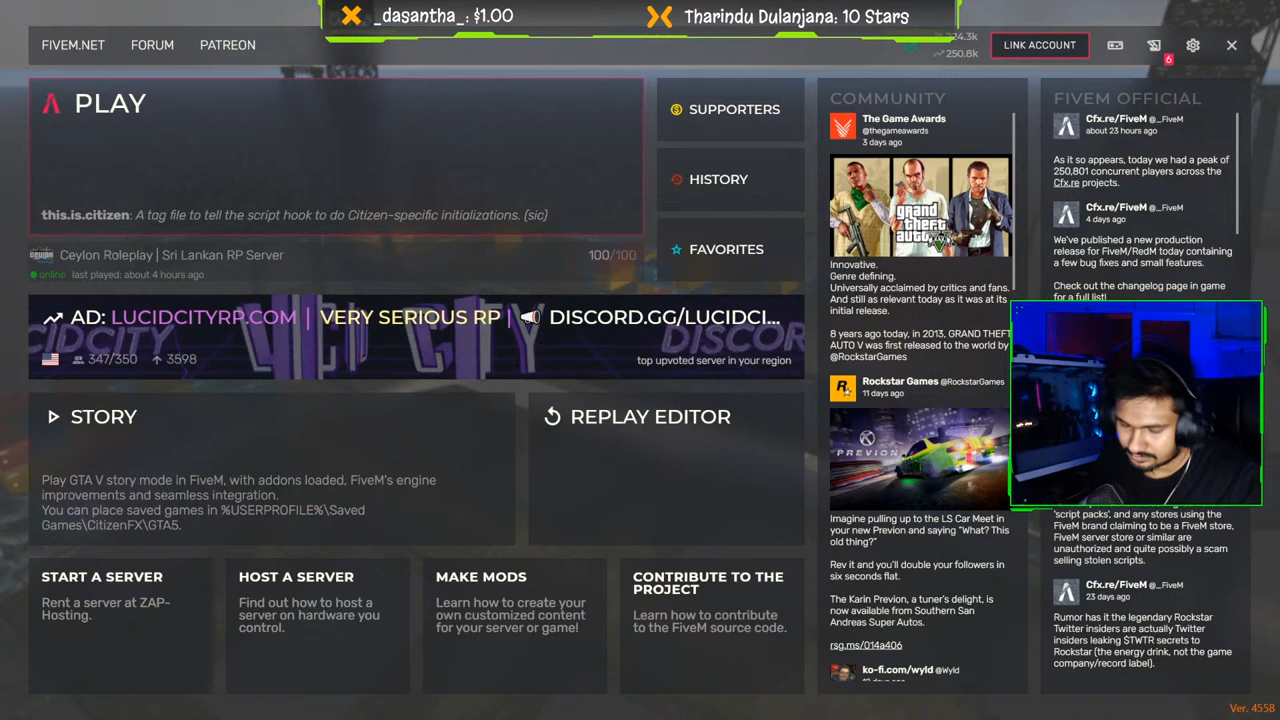 _dasantha_: $1.00
Tharindu Dulanjana: 10 Stars
FIVEM.NET
FORUM
PATREON
224.3k
250.8k
LINK ACCOUNT
6
PLAY
this.is.citizen: A tag file to tell the script hook to do Citizen-specific initializations. (sic)
Ceylon Roleplay | Sri Lankan RP Server
100/100
online last played: about 4 hours ago
SUPPORTERS
HISTORY
FAVORITES
AD: LUCIDCITYRP.COM | VERY SERIOUS RP | DISCORD.GG/LUCIDCI...
347/350
3598
top upvoted server in your region
STORY
Play GTA V story mode in FiveM, with addons loaded, FiveM's engine
improvements and seamless integration.
You can place saved games in %USERPROFILE%\Saved
Games\CitizenFX\GTA5.
REPLAY EDITOR
START A SERVER
Rent a server at ZAP-
Hosting.
HOST A SERVER
Find out how to host a
server on hardware you
control.
MAKE MODS
Learn how to create your
own customized content
for your server or game!
CONTRIBUTE TO THE
PROJECT
Learn how to contribute
to the FiveM source code.
COMMUNITY
The Game Awards
@thegameawards
3 days ago
grand
theft
auto
Innovative.
Genre defining.
Universally acclaimed by critics and fans.
And still as relevant today as it was at its
initial release.
8 years ago today, in 2013, GRAND THEFT
AUTO V was first released to the world by
@RockstarGames
Rockstar Games @RockstarGames
11 days ago
PREVION
Imagine pulling up to the LS Car Meet in
your new Previon and saying "What? This
old thing?"
Rev it and you'll double your followers in
six seconds flat.
The Karin Previon, a tuner's delight, is
now available from Southern San
Andreas Super Autos.
rsg.ms/014a406
ko-fi.com/wyld @Wyld
FIVEM OFFICIAL
Cfx.re/FiveM @_FiveM
about 23 hours ago
As it so appears, today we had a peak of
250,801 concurrent players across the
Cfx.re projects.
Cfx.re/FiveM @_FiveM
4 days ago
We've published a new production
release for FiveM/RedM today containing
a few bug fixes and small features.
Check out the changelog page in game
for a full list!
'script packs', and any stores using the
FiveM brand claiming to be a FiveM store,
FiveM server store or similar are
unauthorized and quite possibly a scam
selling stolen scripts.
Cfx.re/FiveM @_FiveM
23 days ago
Rumor has it the legendary Rockstar
Twitter insiders are actually Twitter
insiders leaking $TWTR secrets to
Rockstar (the energy drink, not the game
company/record label).
Ver. 4558